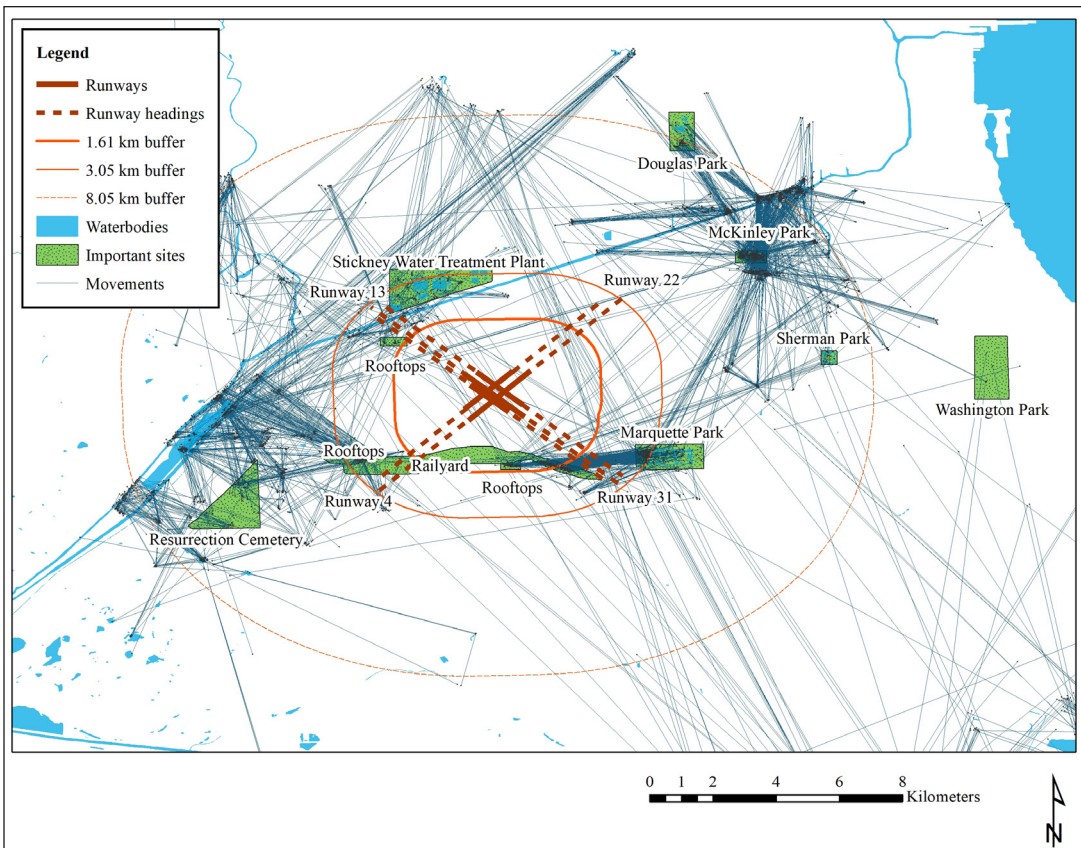 Legend
Runways
Runway headings
1.61 km buffer
3.05 km buffer
8.05 km buffer
Waterbodies
Important sites
Movements
Douglas Park
McKinley Park
Stickney Water Treatment Plant
Runway 13
Runway 22
Rooftops
Sherman Park
Washington Park
Marquette Park
Rooftops
Railyard
Rooftops
Runway 4
Runway 31
Resurrection Cemetery
0 1 2 4 6 8
Kilometers
N